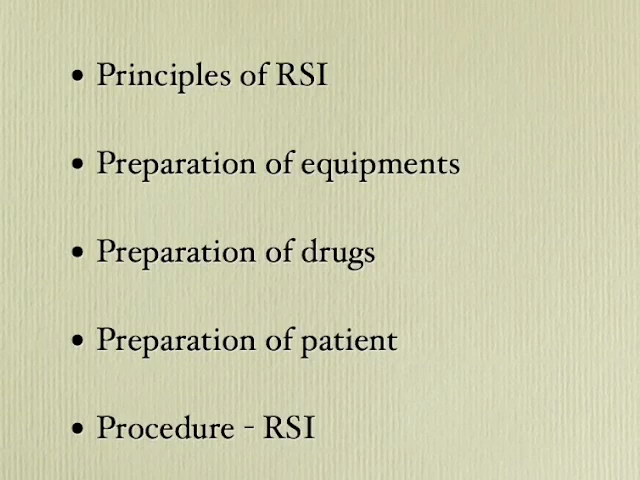 • Principles of RSI
• Preparation of equipments
• Preparation of drugs
• Preparation of patient
• Procedure - RSI